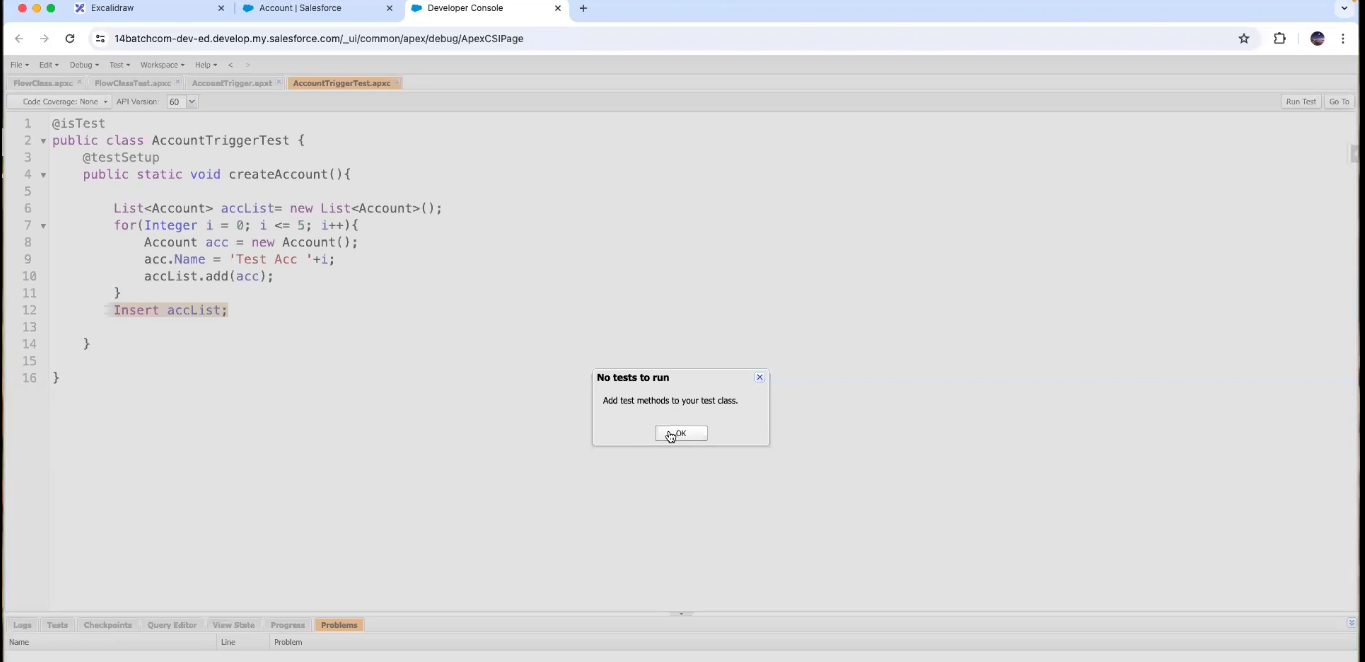 Excalidraw
Account | Salesforce
Developer Console
14batchcom-dev-ed.develop.my.salesforce.com/_ui/common/apex/debug/ApexCSIPage
File Edit Debug Test Workspace Help < >
FlowClass.apxc FlowClassTest.apxc AccountTrigger.apxt AccountTriggerTest.apxc
Code Coverage: None API Version: 60 Run Test Go To
1 @isTest
2 public class AccountTriggerTest {
3 @testSetup
4 public static void createAccount(){
5
6 List<Account> accList= new List<Account>();
7 for(Integer i = 0; i <= 5; i++){
8 Account acc = new Account();
9 acc.Name = 'Test Acc '+i;
10 accList.add(acc);
11 }
12 Insert accList;
13
14 }
15
16 }
No tests to run
Add test methods to your test class.
OK
Logs Tests Checkpoints Query Editor View State Progress Problems
Name Line Problem